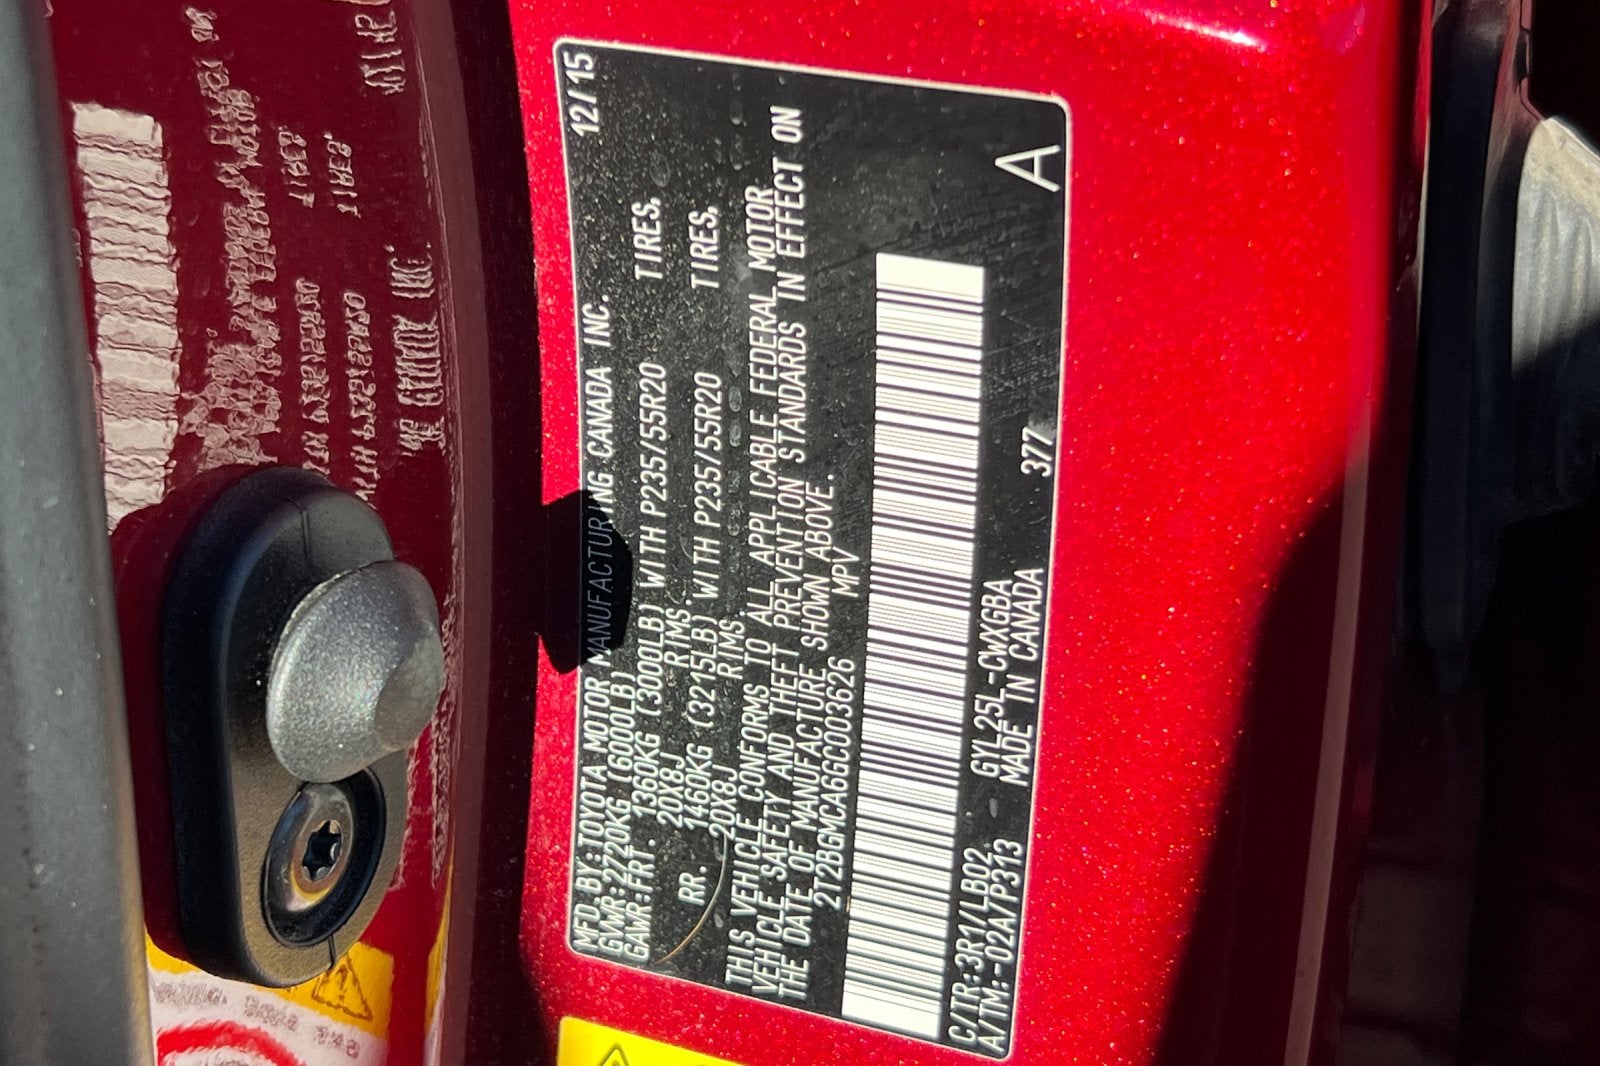 MFD.BY:TOYOTA MOTOR MANUFACTURING CANADA INC. 12/15
GVWR:2720KG (6000LB)
GAWR:FRT. 1360KG (3000LB) WITH P235/55R20 TIRES,
20X8J RIMS.
RR. 1460KG (3215LB) WITH P235/55R20 TIRES,
20X8J RIMS.
THIS VEHICLE CONFORMS TO ALL APPLICABLE FEDERAL MOTOR
VEHICLE SAFETY AND THEFT PREVENTION STANDARDS IN EFFECT ON
THE DATE OF MANUFACTURE SHOWN ABOVE.
2T2BGMCA6GC003626 MPV
C/TR:3R1/LB02 GYL25L-CWXGBA A
A/TM:-02A/P313 MADE IN CANADA 377